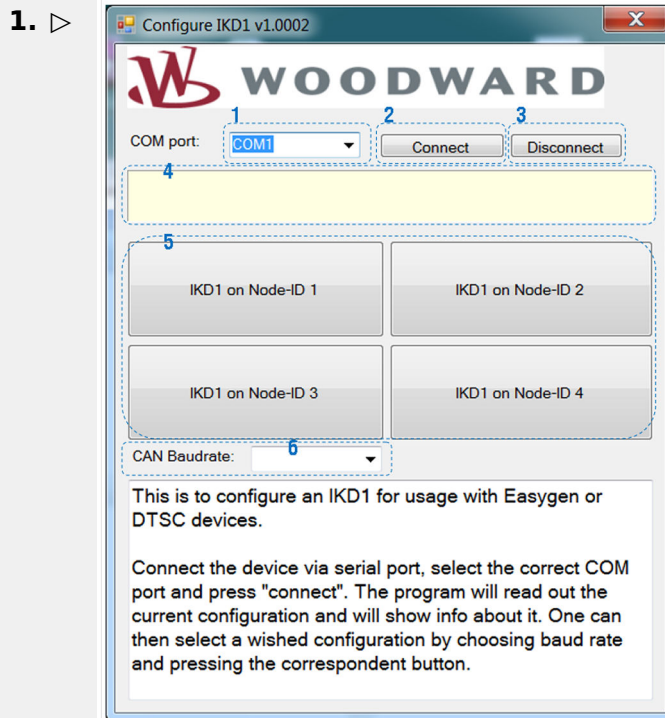 1. ▷
Configure IKD1 v1.0002
X
WOODWARD
1
2
3
COM port:
COM1
Connect
Disconnect
4
5
IKD1 on Node-ID 1
IKD1 on Node-ID 2
IKD1 on Node-ID 3
IKD1 on Node-ID 4
CAN Baudrate:
6
This is to configure an IKD1 for usage with Easygen or
DTSC devices.
Connect the device via serial port, select the correct COM
port and press "connect". The program will read out the
current configuration and will show info about it. One can
then select a wished configuration by choosing baud rate
and pressing the correspondent button.